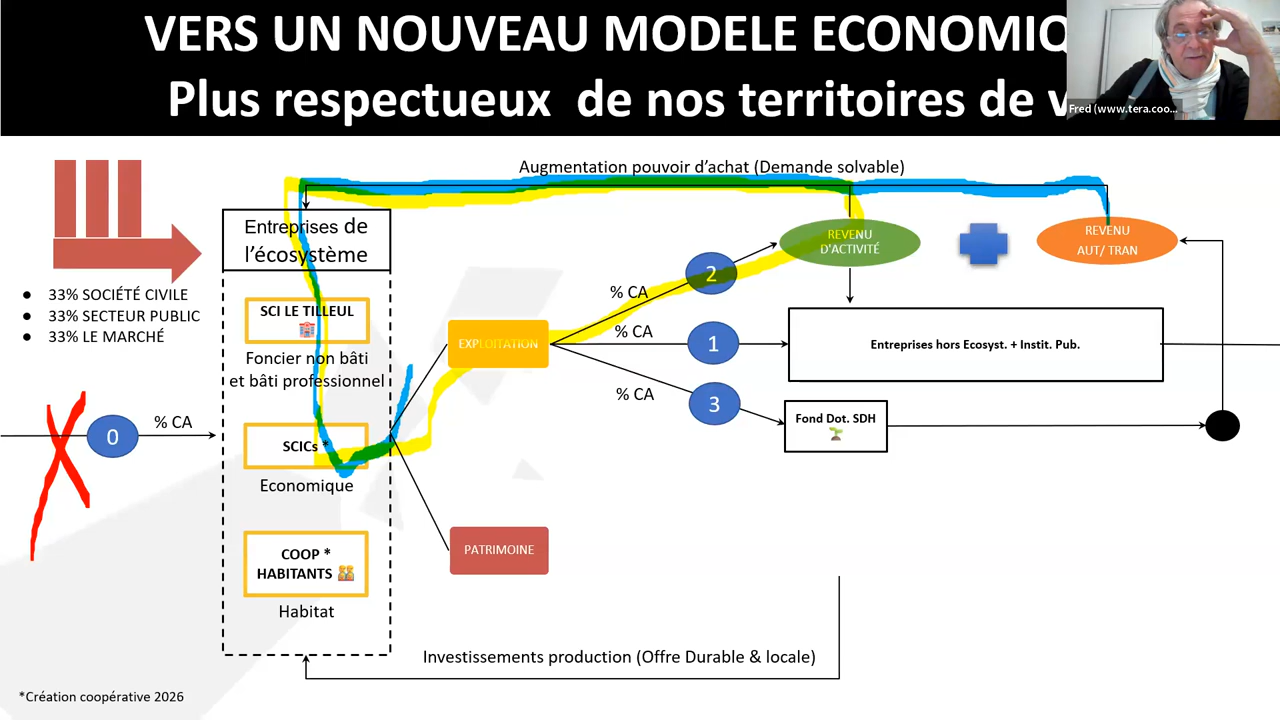 VERS UN NOUVEAU MODELE ECONOMIQ
Plus respectueux de nos territoires de v
Fred (www.tera.coo...
Augmentation pouvoir d'achat (Demande solvable)
Entreprises de
l'écosystème
33% SOCIÉTÉ CIVILE
33% SECTEUR PUBLIC
33% LE MARCHÉ
SCI LE TILLEUL
Foncier non bâti
et bâti professionnel
0
% CA
SCICs *
Economique
COOP *
HABITANTS
Habitat
EXPLOITATION
PATRIMOINE
% CA
2
% CA
1
% CA
3
REVENU
D'ACTIVITÉ
REVENU
AUT/ TRAN
Entreprises hors Ecosyst. + Instit. Pub.
Fond Dot. SDH
Investissements production (Offre Durable & locale)
*Création coopérative 2026